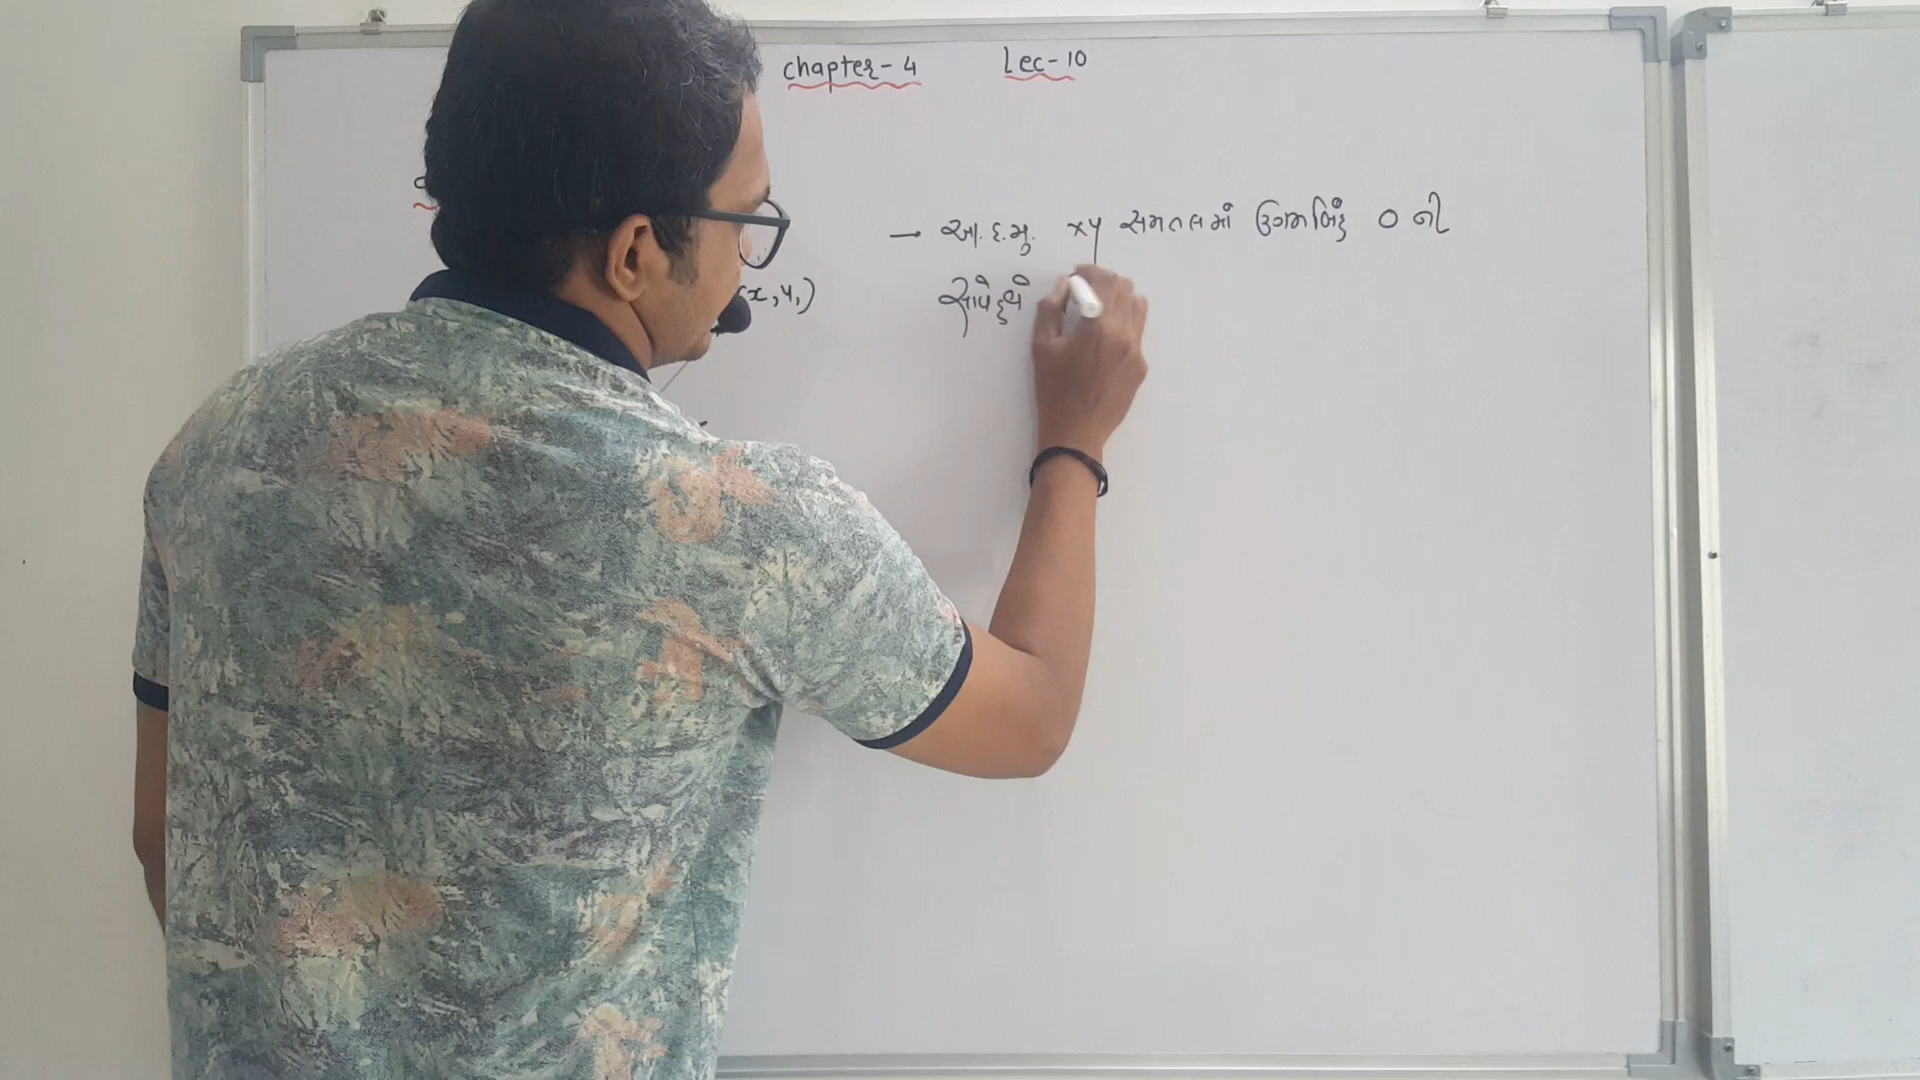 Chapter-4 Lec-10
→ આ.દ.મુ. xy સમતલમાં ઉગમબિંદુ O ની
(x,y,) સાપેક્ષે